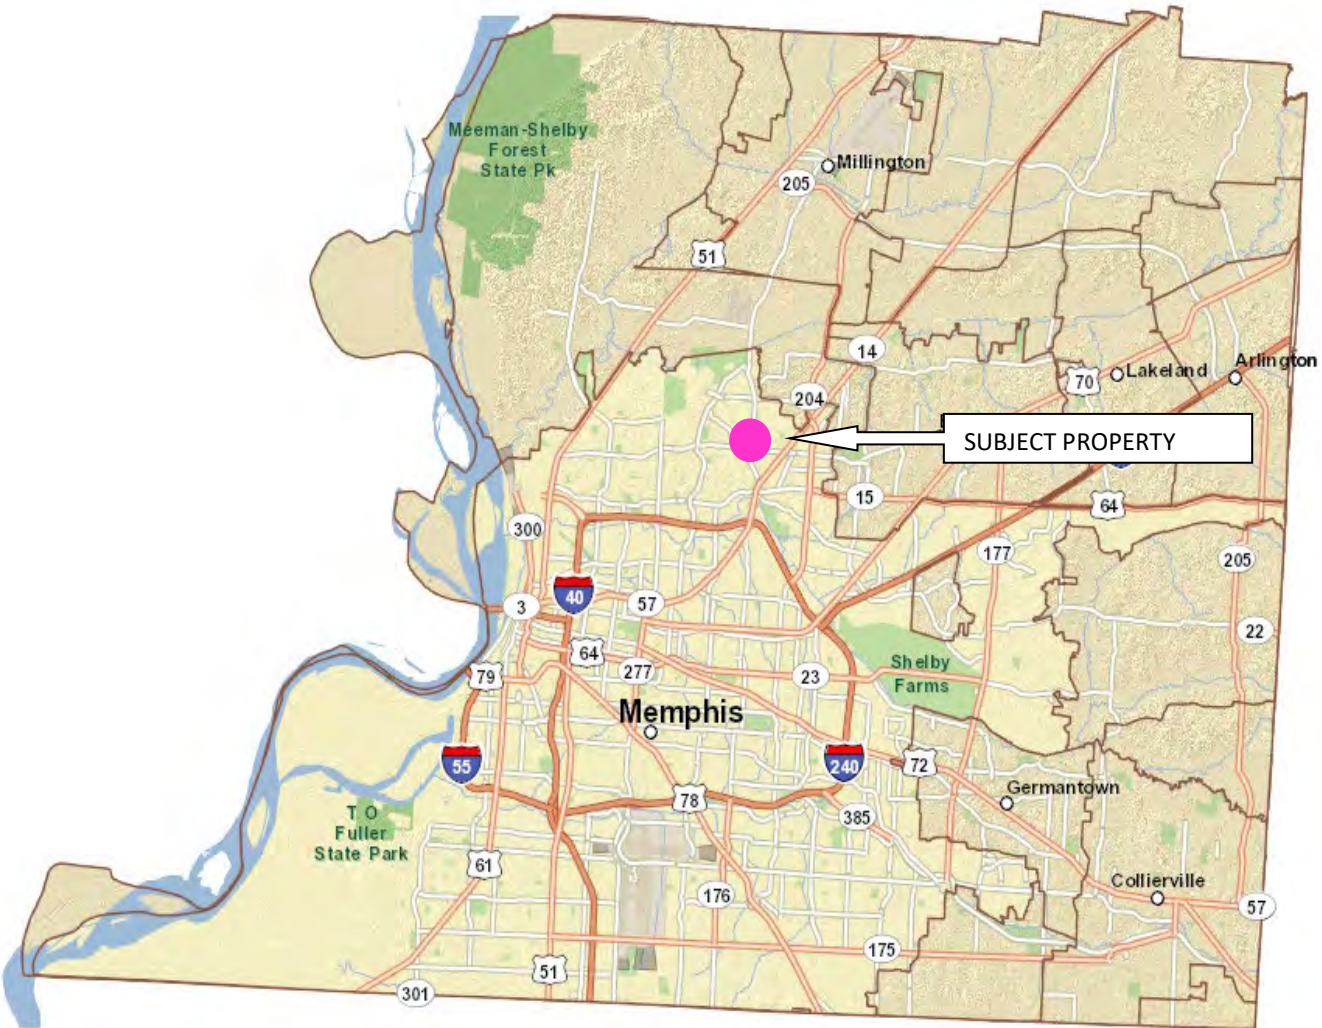 Meeman-Shelby
Forest
State Pk
Millington
205
51
14
70
Lakeland
Arlington
204
SUBJECT PROPERTY
15
64
300
177
205
40
3
57
22
64
277
79
23
Shelby
Farms
Memphis
55
240
72
78
Germantown
385
T O
Fuller
State Park
61
176
Collierville
57
175
51
301